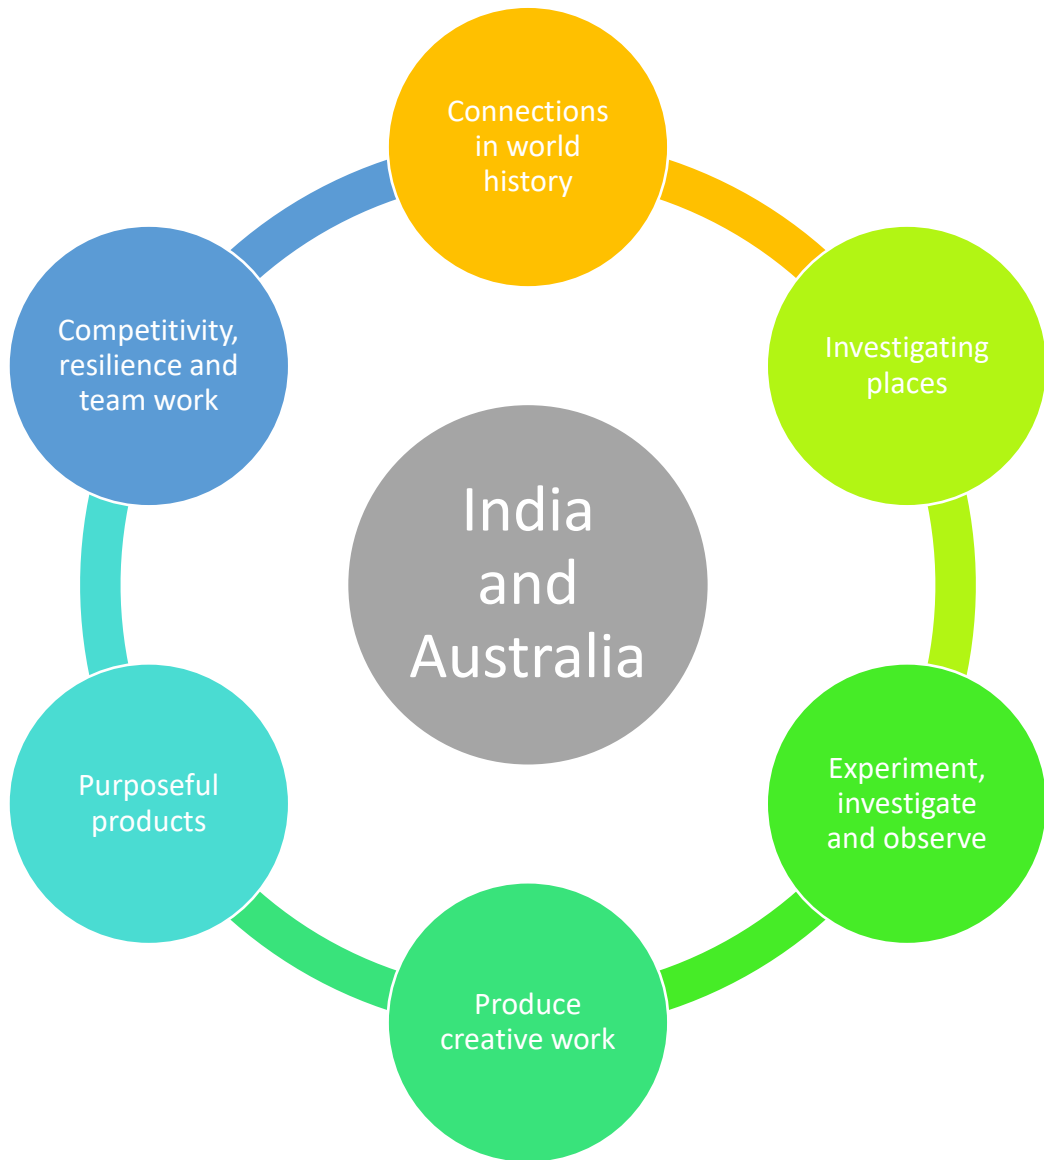 Connections
in world
history
Investigating
places
Experiment,
investigate
and observe
Produce
creative work
Purposeful
products
Competitivity,
resilience and
team work
India
and
Australia